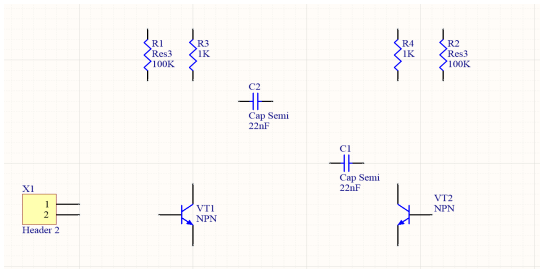 R1
Res3
100K
R3
1K
R4
1K
R2
Res3
100K
C2
Cap Semi
22nF
C1
Cap Semi
22nF
X1
1
2
Header 2
VT1
NPN
VT2
NPN